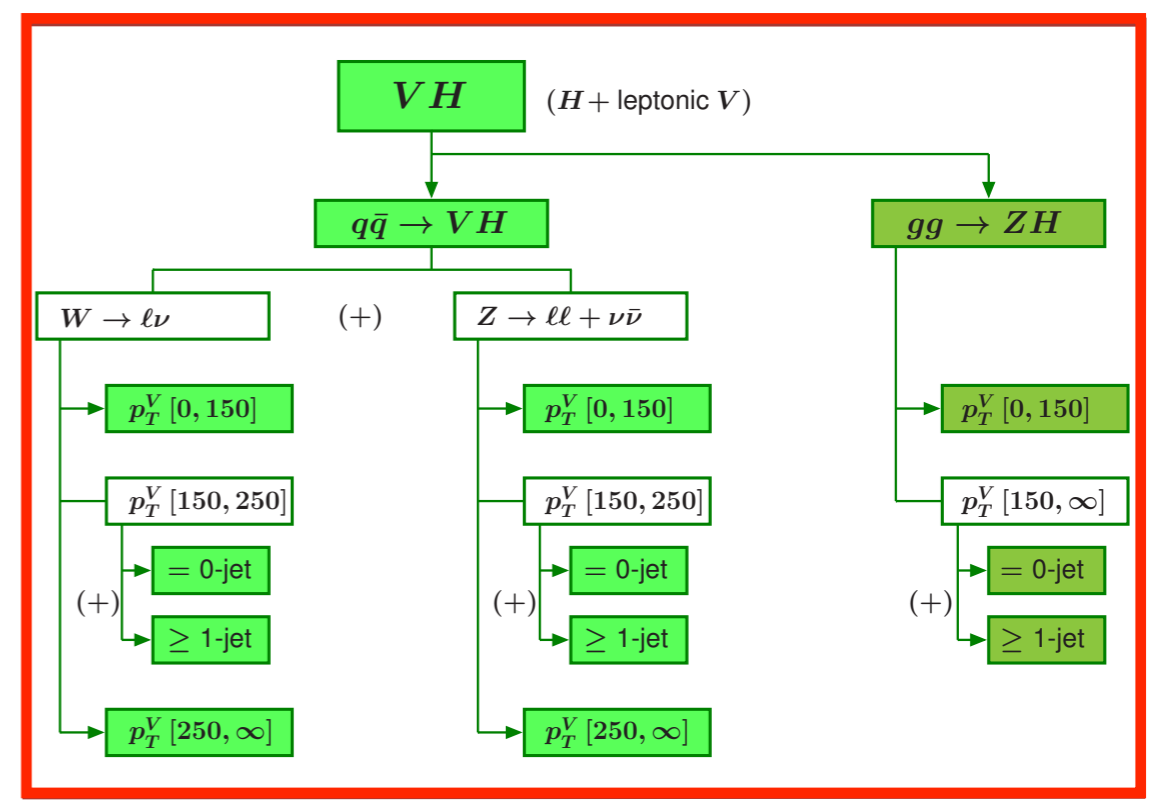 VH (H + leptonic V)
qq̄ → VH gg → ZH
W → ℓν (+) Z → ℓℓ + νν̄
p_T^V [0, 150] p_T^V [0, 150] p_T^V [0, 150]
p_T^V [150, 250] p_T^V [150, 250] p_T^V [150, ∞]
= 0-jet = 0-jet = 0-jet
(+) (+) (+)
≥ 1-jet ≥ 1-jet ≥ 1-jet
p_T^V [250, ∞] p_T^V [250, ∞]